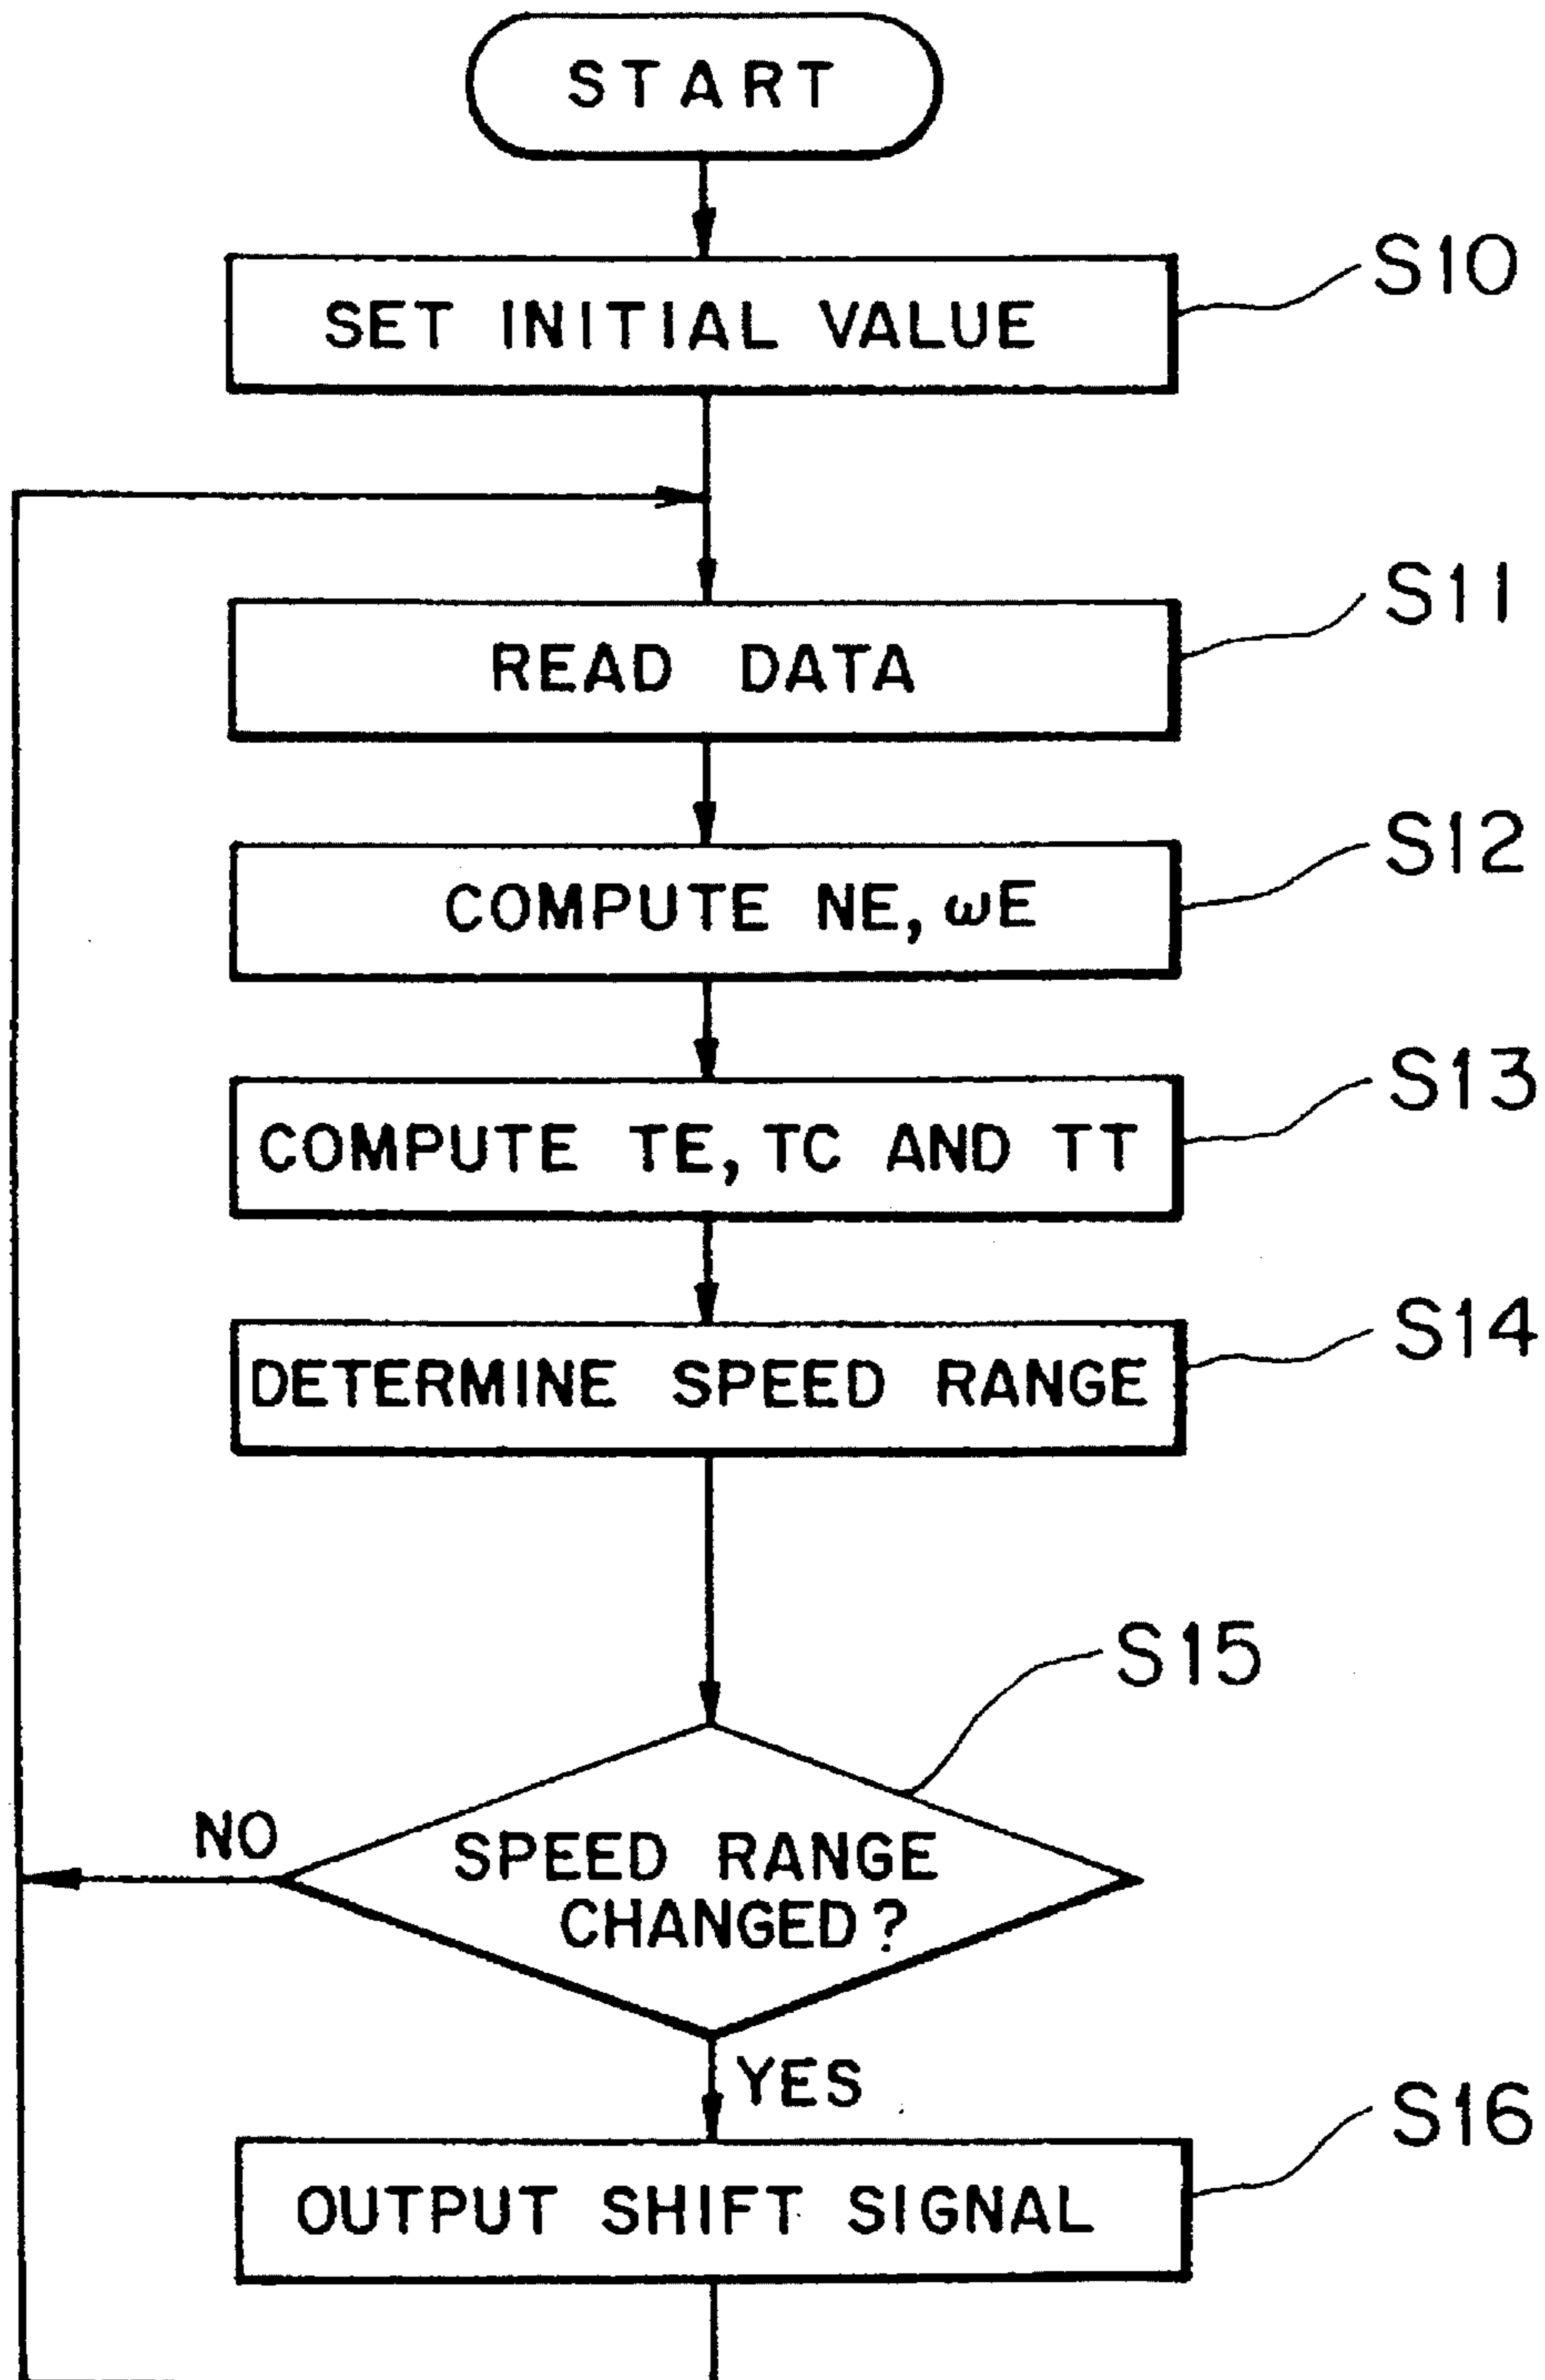 START
SET INITIAL VALUE
S10
READ DATA
S11
COMPUTE NE, ωE
S12
COMPUTE TE, TC AND TT
S13
DETERMINE SPEED RANGE
S14
S15
NO
SPEED RANGE
CHANGED?
YES
S16
OUTPUT SHIFT SIGNAL